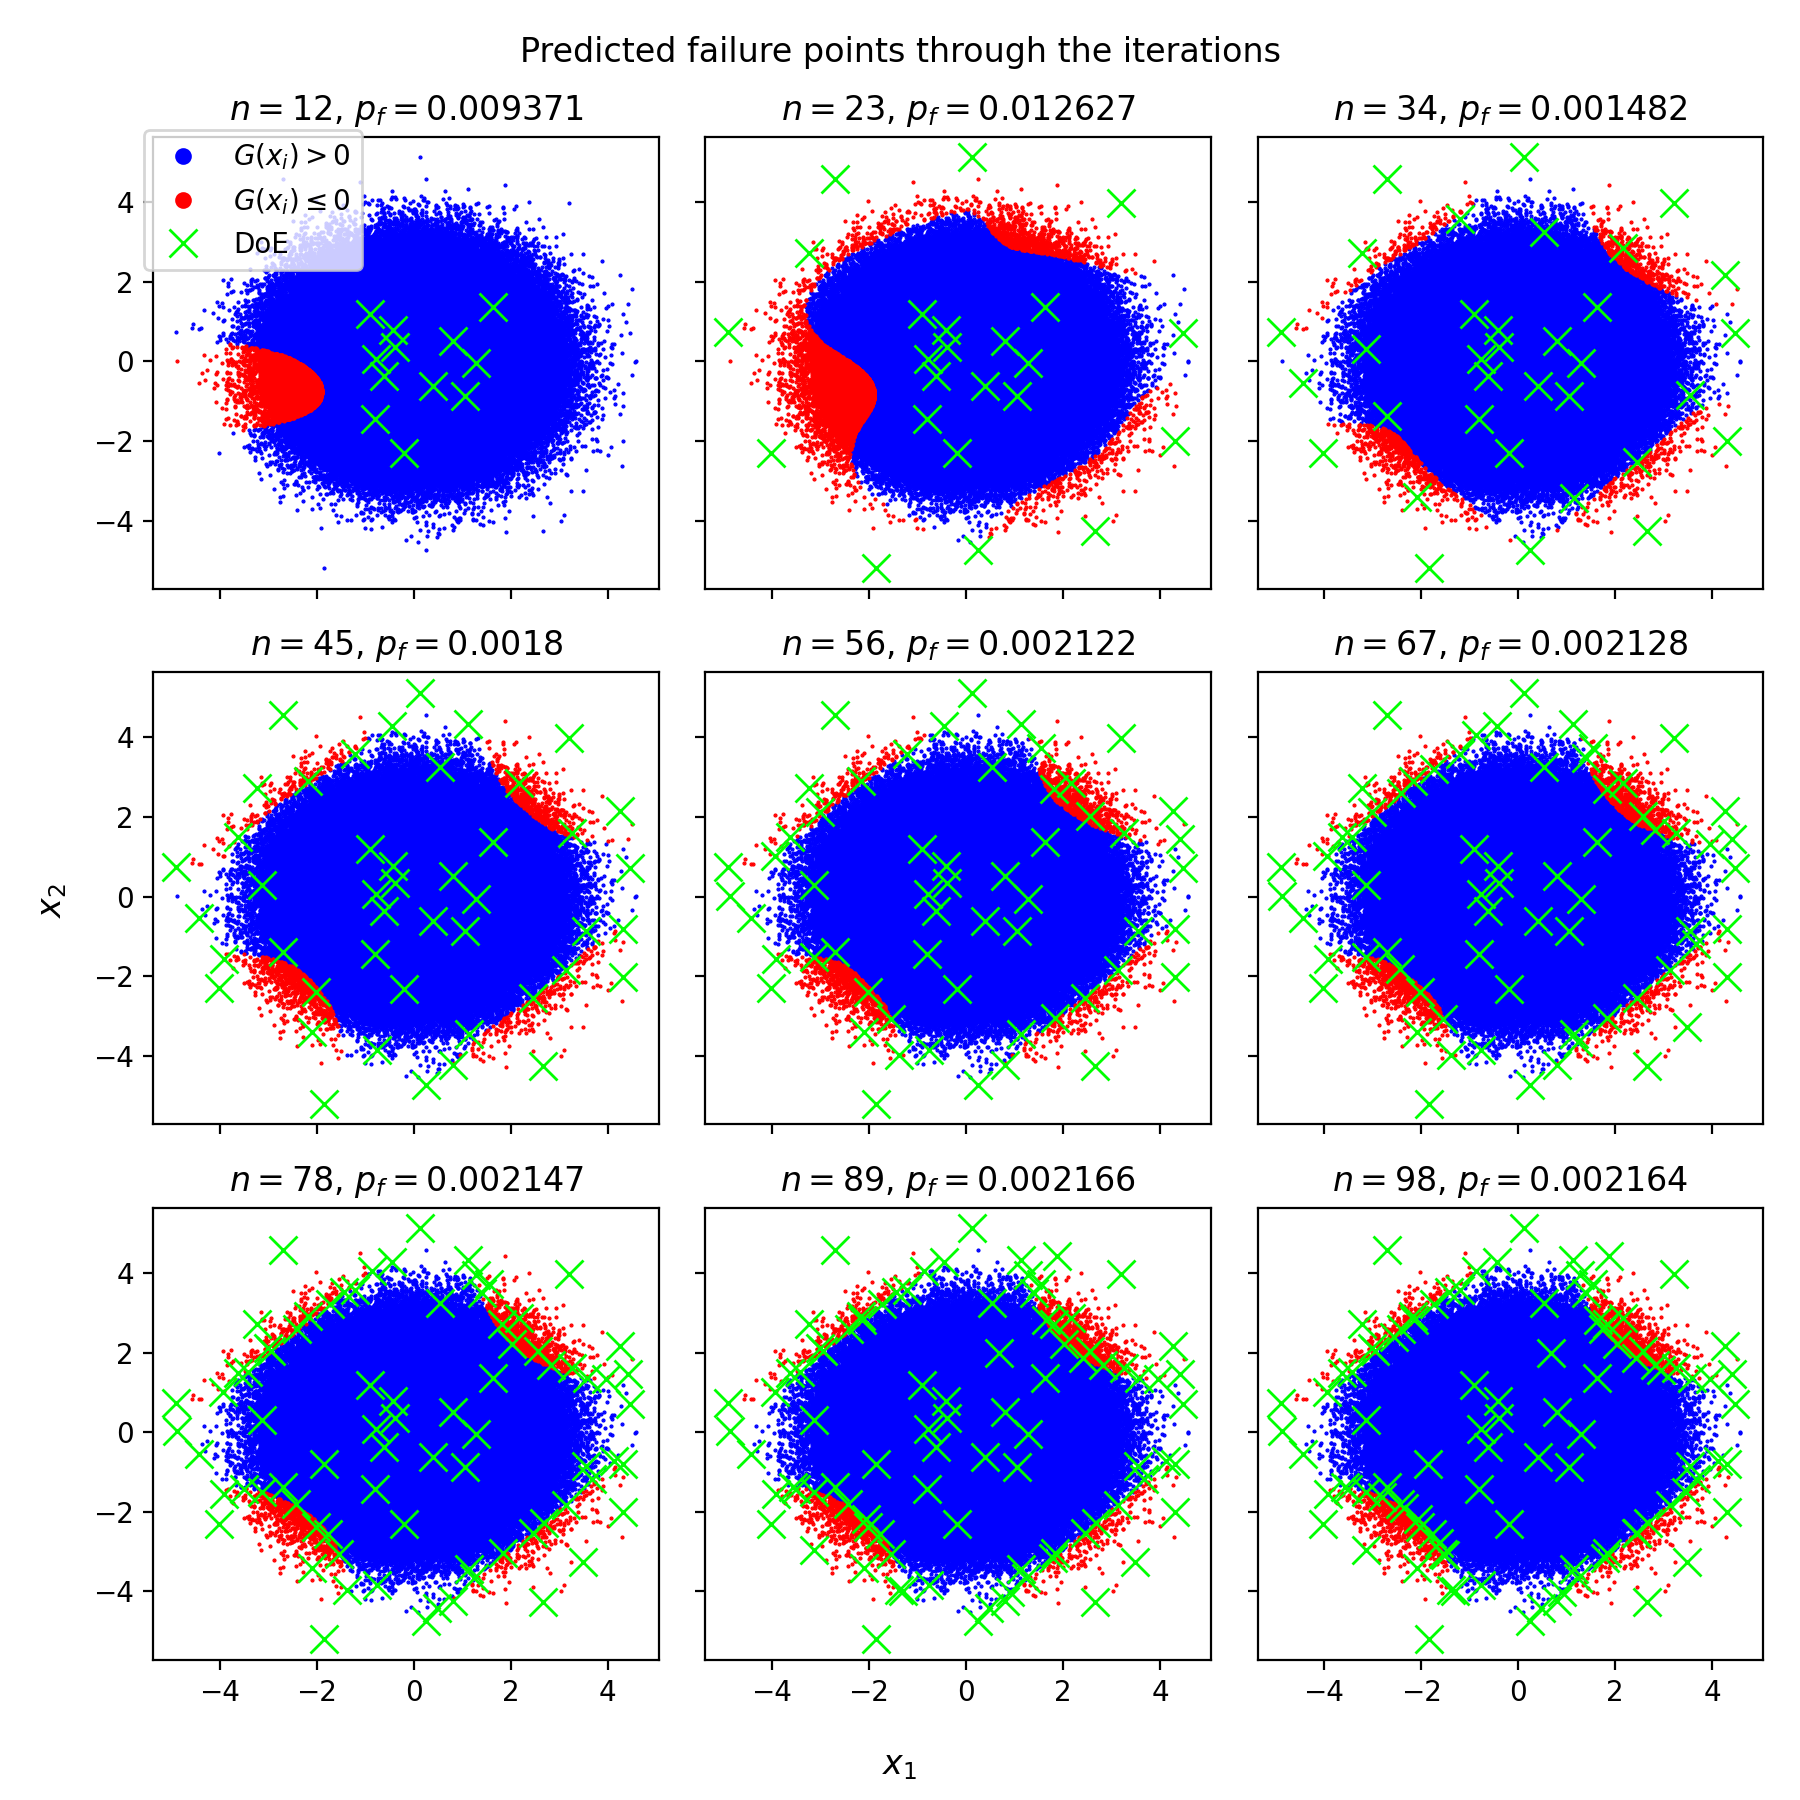 Predicted failure points through the iterations
n = 12, p_f = 0.009371
n = 23, p_f = 0.012627
n = 34, p_f = 0.001482
G(x_i) > 0
G(x_i) ≤ 0
DoE
4
2
0
−2
−4
n = 45, p_f = 0.0018
n = 56, p_f = 0.002122
n = 67, p_f = 0.002128
4
2
0
−2
−4
x_2
n = 78, p_f = 0.002147
n = 89, p_f = 0.002166
n = 98, p_f = 0.002164
4
2
0
−2
−4
−4 −2 0 2 4
−4 −2 0 2 4
−4 −2 0 2 4
x_1